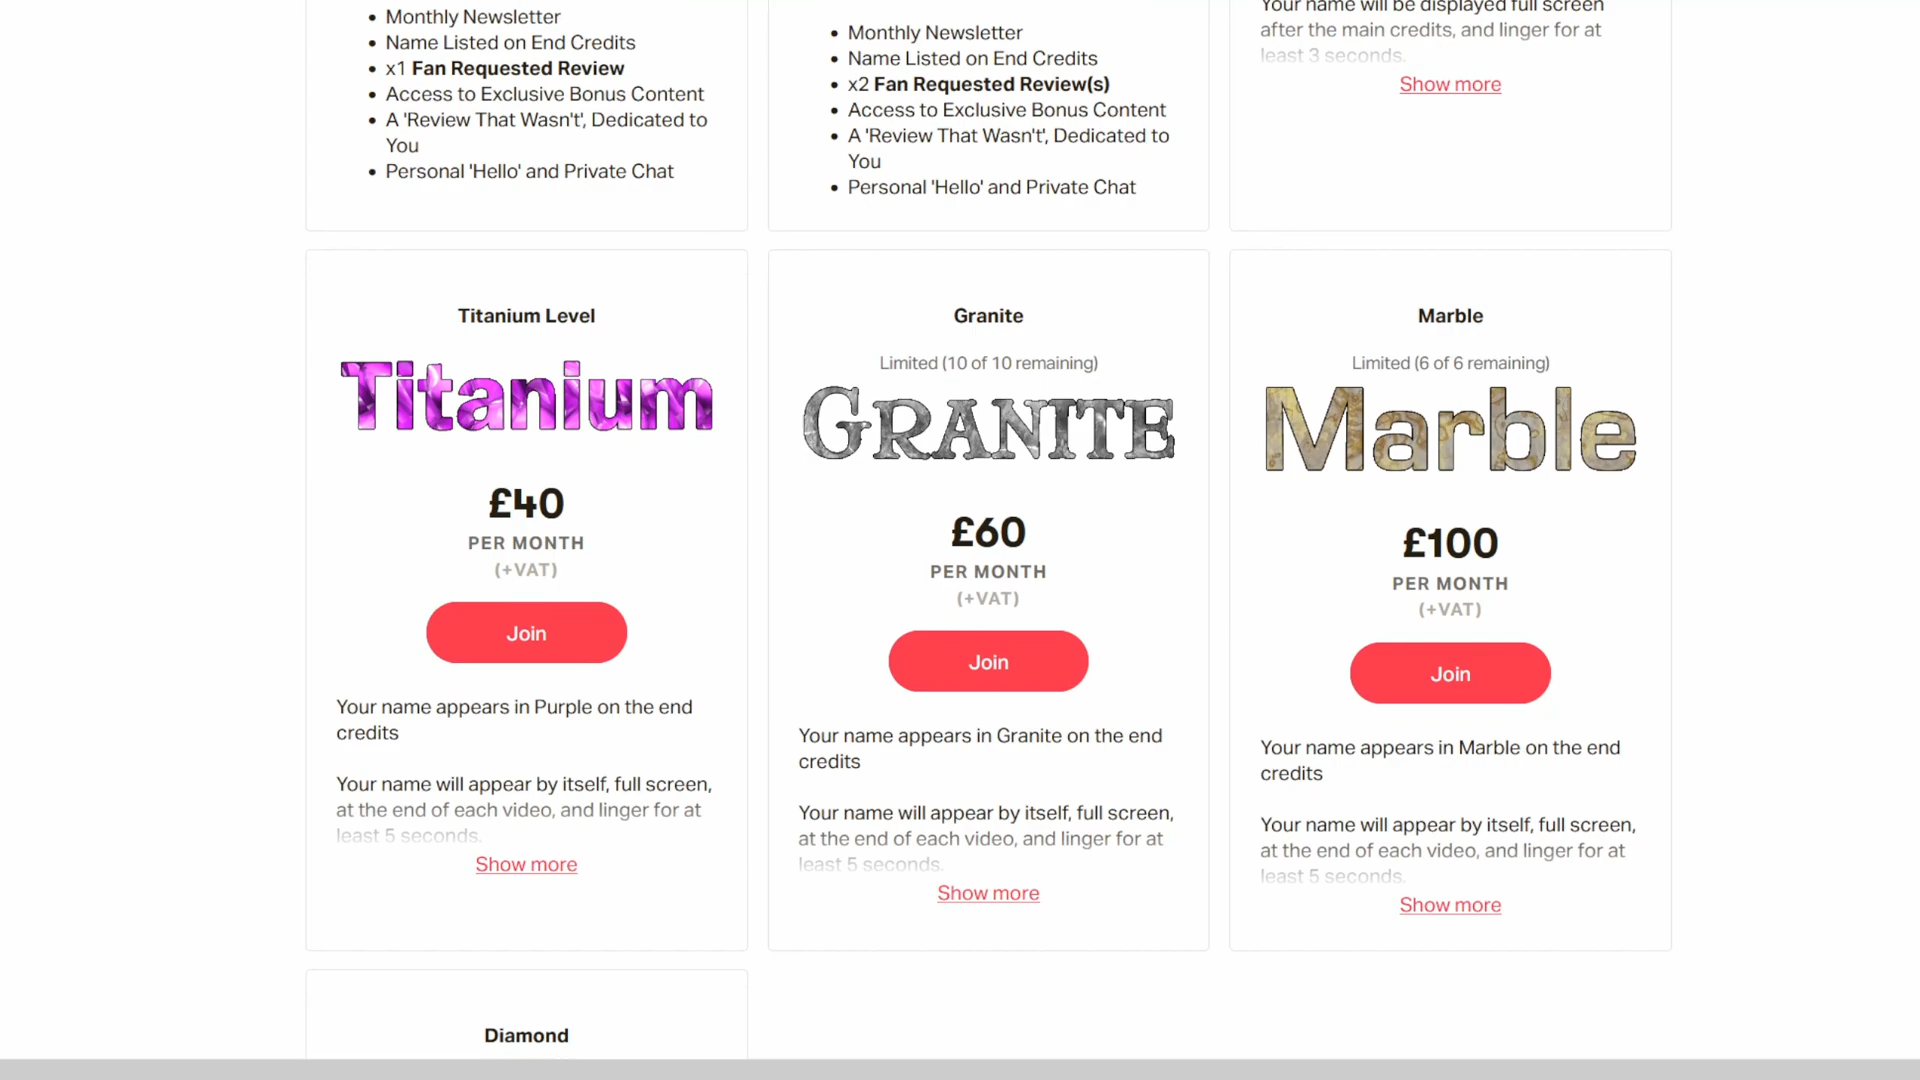 Monthly Newsletter
Name Listed on End Credits
x1 Fan Requested Review
Access to Exclusive Bonus Content
A 'Review That Wasn't', Dedicated to
You
Personal 'Hello' and Private Chat
Monthly Newsletter
Name Listed on End Credits
x2 Fan Requested Review(s)
Access to Exclusive Bonus Content
A 'Review That Wasn't', Dedicated to
You
Personal 'Hello' and Private Chat
Your name will be displayed full screen
after the main credits, and linger for at
least 3 seconds.
Show more
Titanium Level
Titanium
£40
PER MONTH
(+VAT)
Join
Your name appears in Purple on the end
credits
Your name will appear by itself, full screen,
at the end of each video, and linger for at
least 5 seconds.
Show more
Granite
Limited (10 of 10 remaining)
GRANITE
£60
PER MONTH
(+VAT)
Join
Your name appears in Granite on the end
credits
Your name will appear by itself, full screen,
at the end of each video, and linger for at
least 5 seconds.
Show more
Marble
Limited (6 of 6 remaining)
Marble
£100
PER MONTH
(+VAT)
Join
Your name appears in Marble on the end
credits
Your name will appear by itself, full screen,
at the end of each video, and linger for at
least 5 seconds.
Show more
Diamond